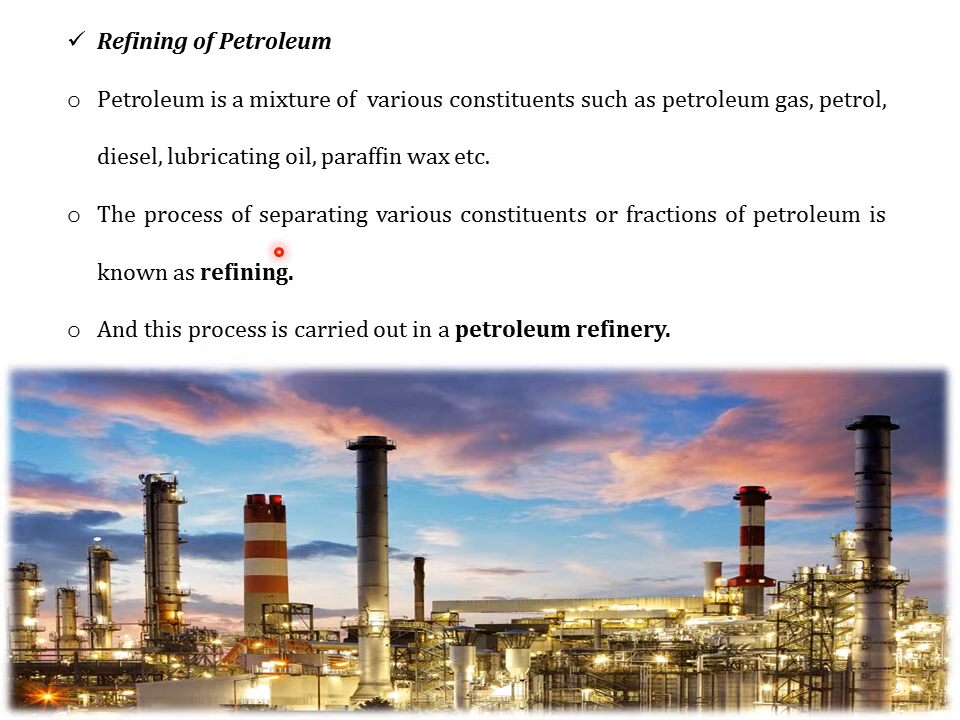 ✓ Refining of Petroleum
o Petroleum is a mixture of various constituents such as petroleum gas, petrol,
diesel, lubricating oil, paraffin wax etc.
o The process of separating various constituents or fractions of petroleum is
known as refining.
o And this process is carried out in a petroleum refinery.